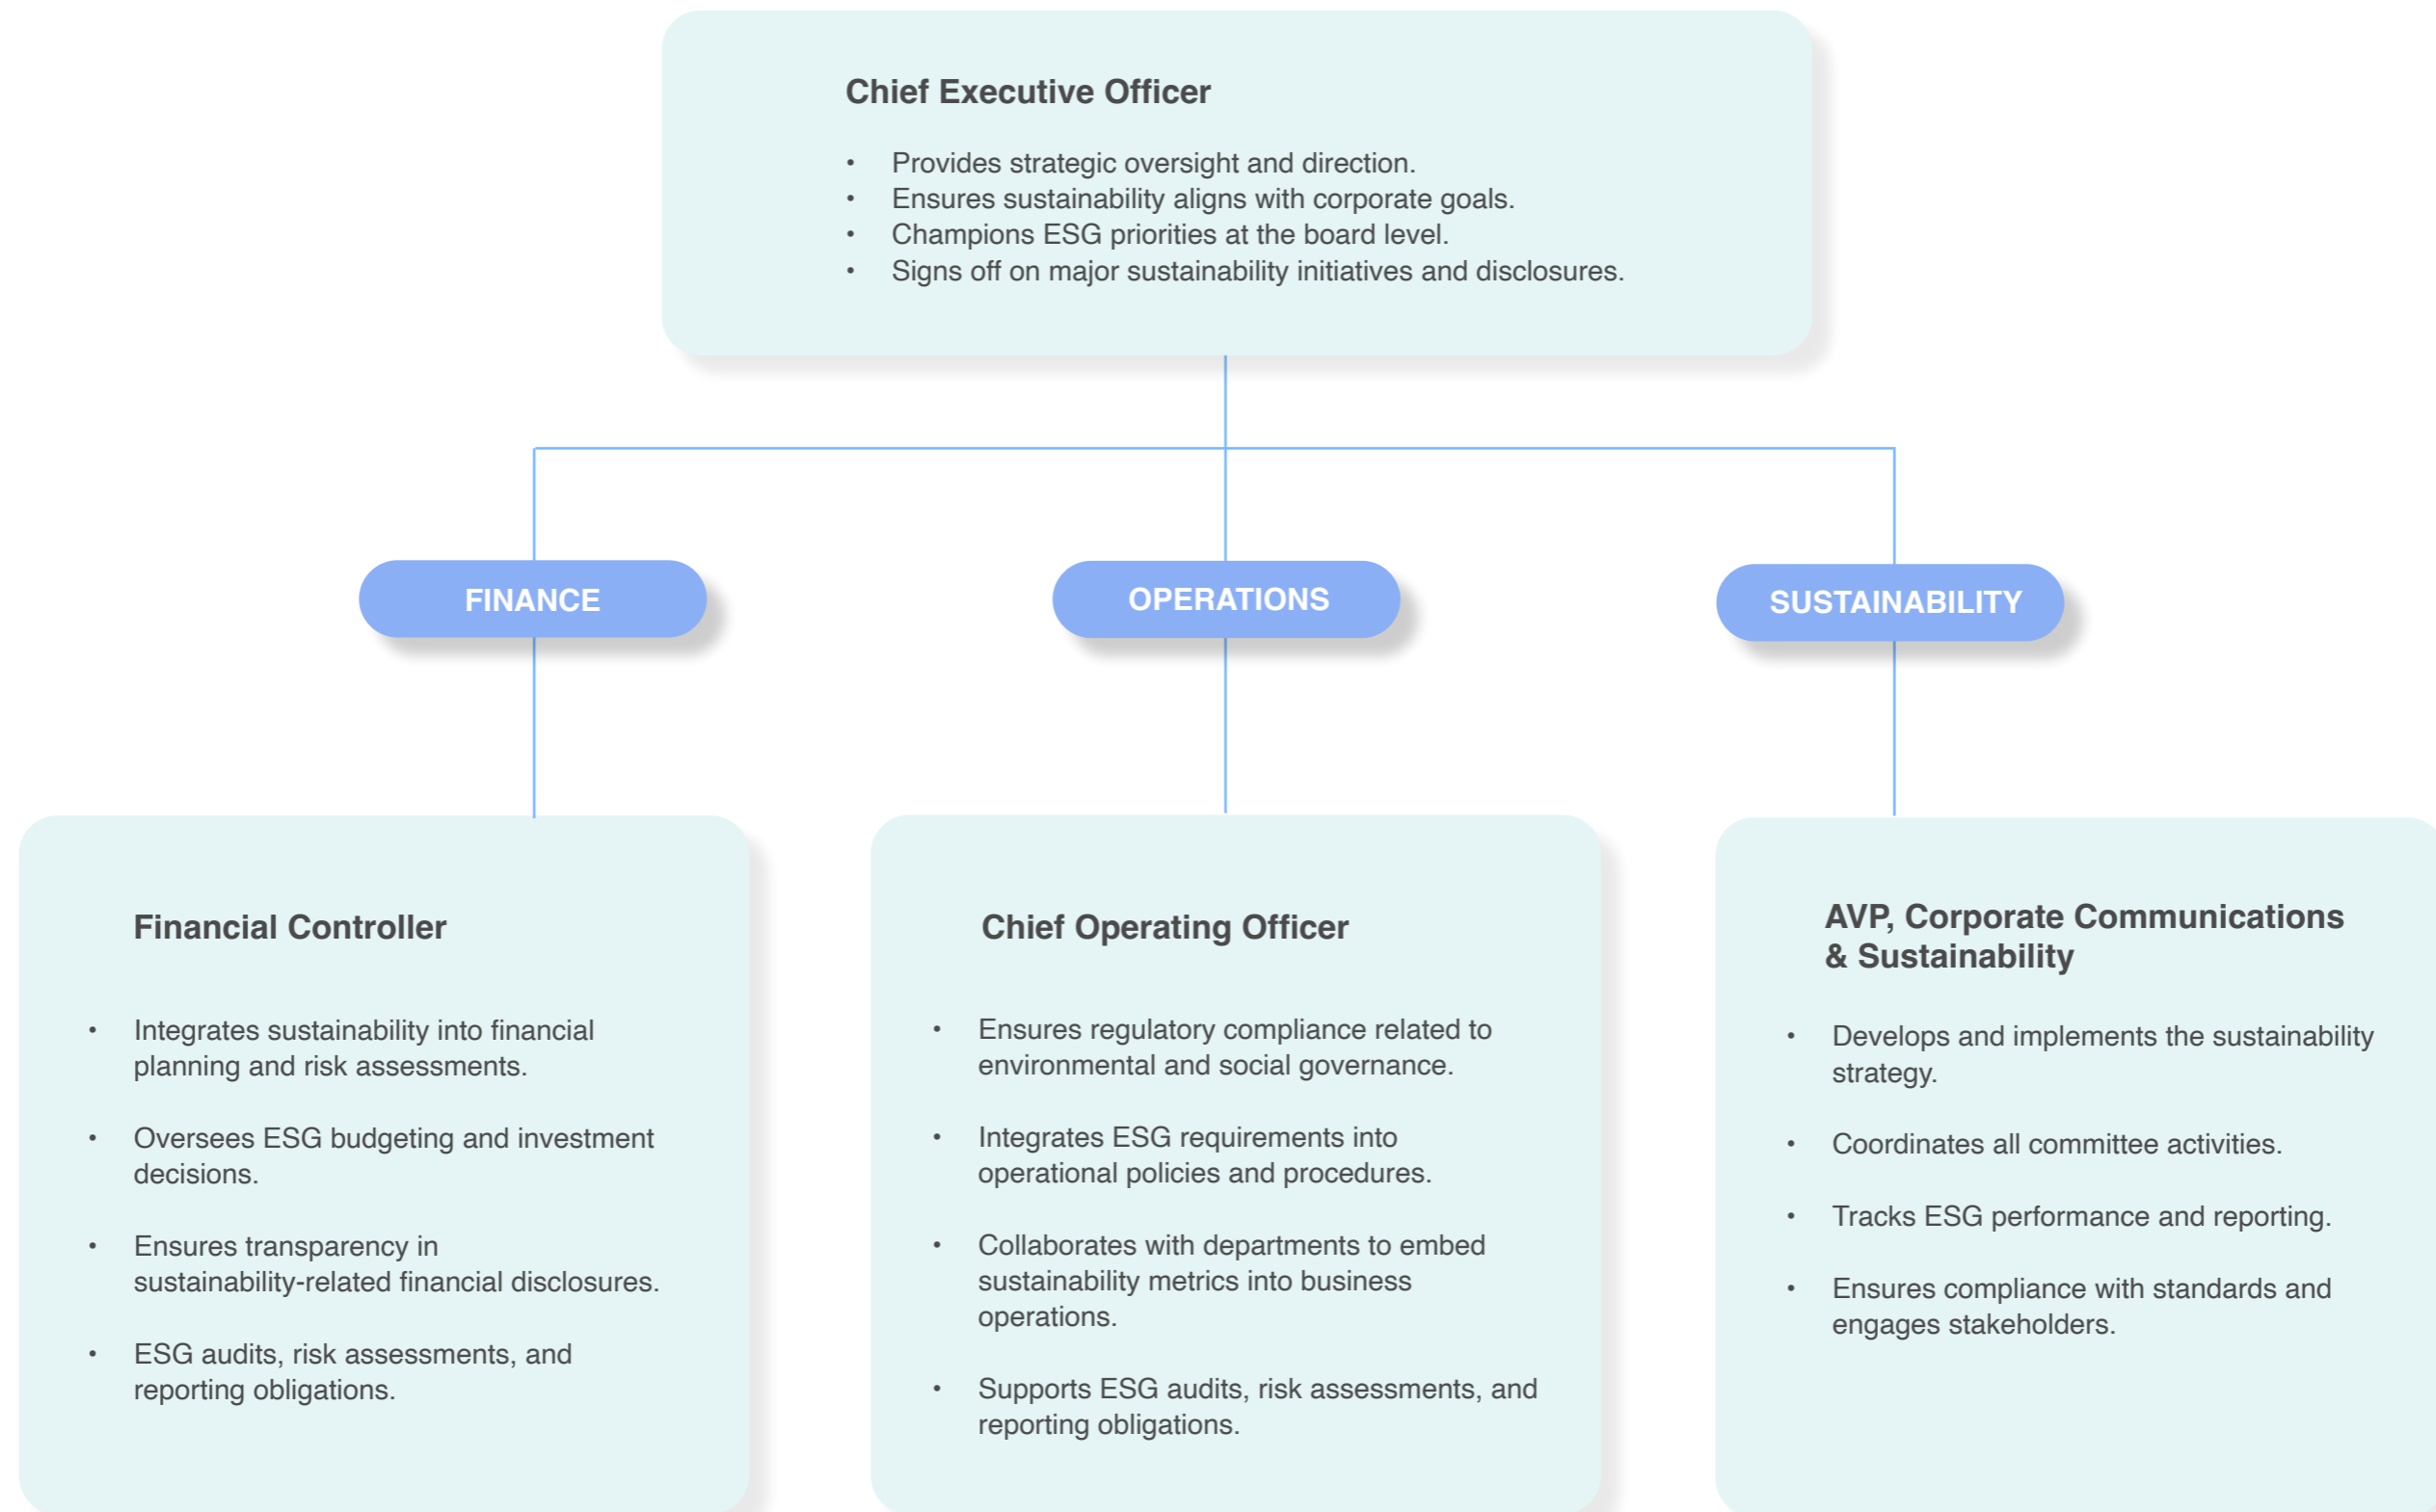 Chief Executive Officer
• Provides strategic oversight and direction.
• Ensures sustainability aligns with corporate goals.
• Champions ESG priorities at the board level.
• Signs off on major sustainability initiatives and disclosures.
FINANCE
OPERATIONS
SUSTAINABILITY
Financial Controller
• Integrates sustainability into financial
planning and risk assessments.
• Oversees ESG budgeting and investment
decisions.
• Ensures transparency in
sustainability-related financial disclosures.
• ESG audits, risk assessments, and
reporting obligations.
Chief Operating Officer
• Ensures regulatory compliance related to
environmental and social governance.
• Integrates ESG requirements into
operational policies and procedures.
• Collaborates with departments to embed
sustainability metrics into business
operations.
• Supports ESG audits, risk assessments, and
reporting obligations.
AVP, Corporate Communications
& Sustainability
• Develops and implements the sustainability
strategy.
• Coordinates all committee activities.
• Tracks ESG performance and reporting.
• Ensures compliance with standards and
engages stakeholders.